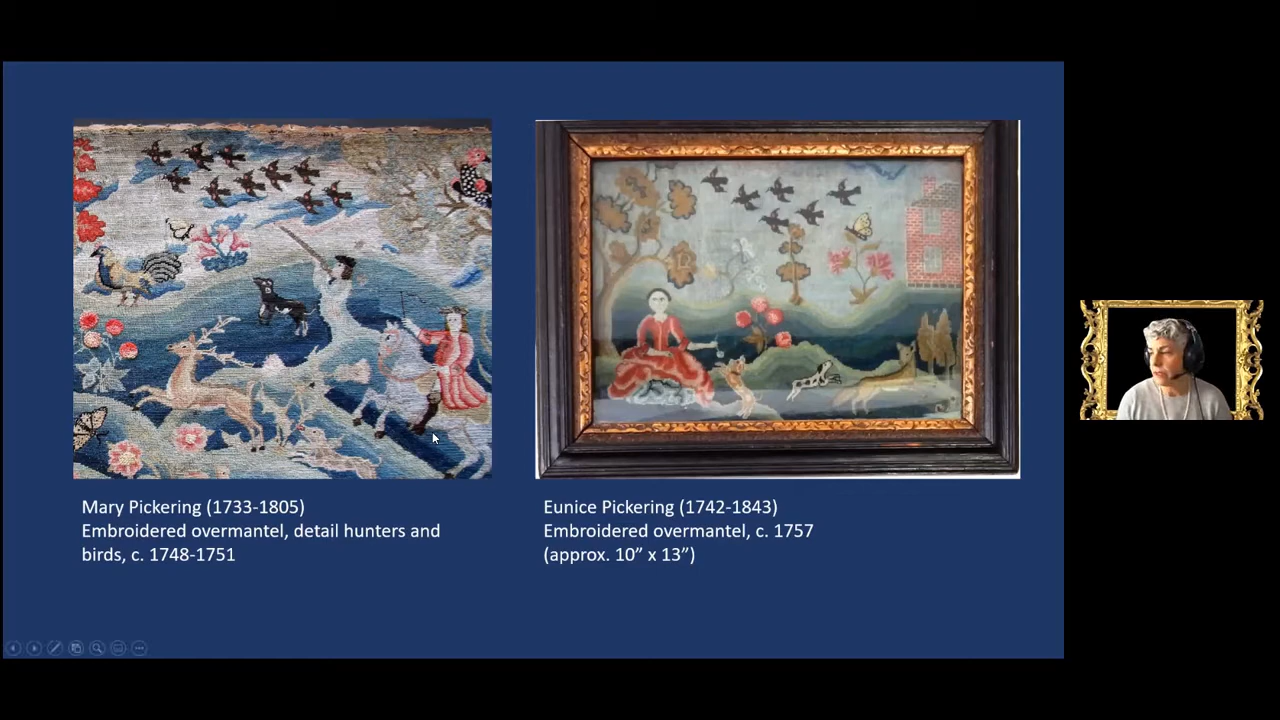 Mary Pickering (1733-1805)
Embroidered overmantel, detail hunters and
birds, c. 1748-1751
Eunice Pickering (1742-1843)
Embroidered overmantel, c. 1757
(approx. 10” x 13”)